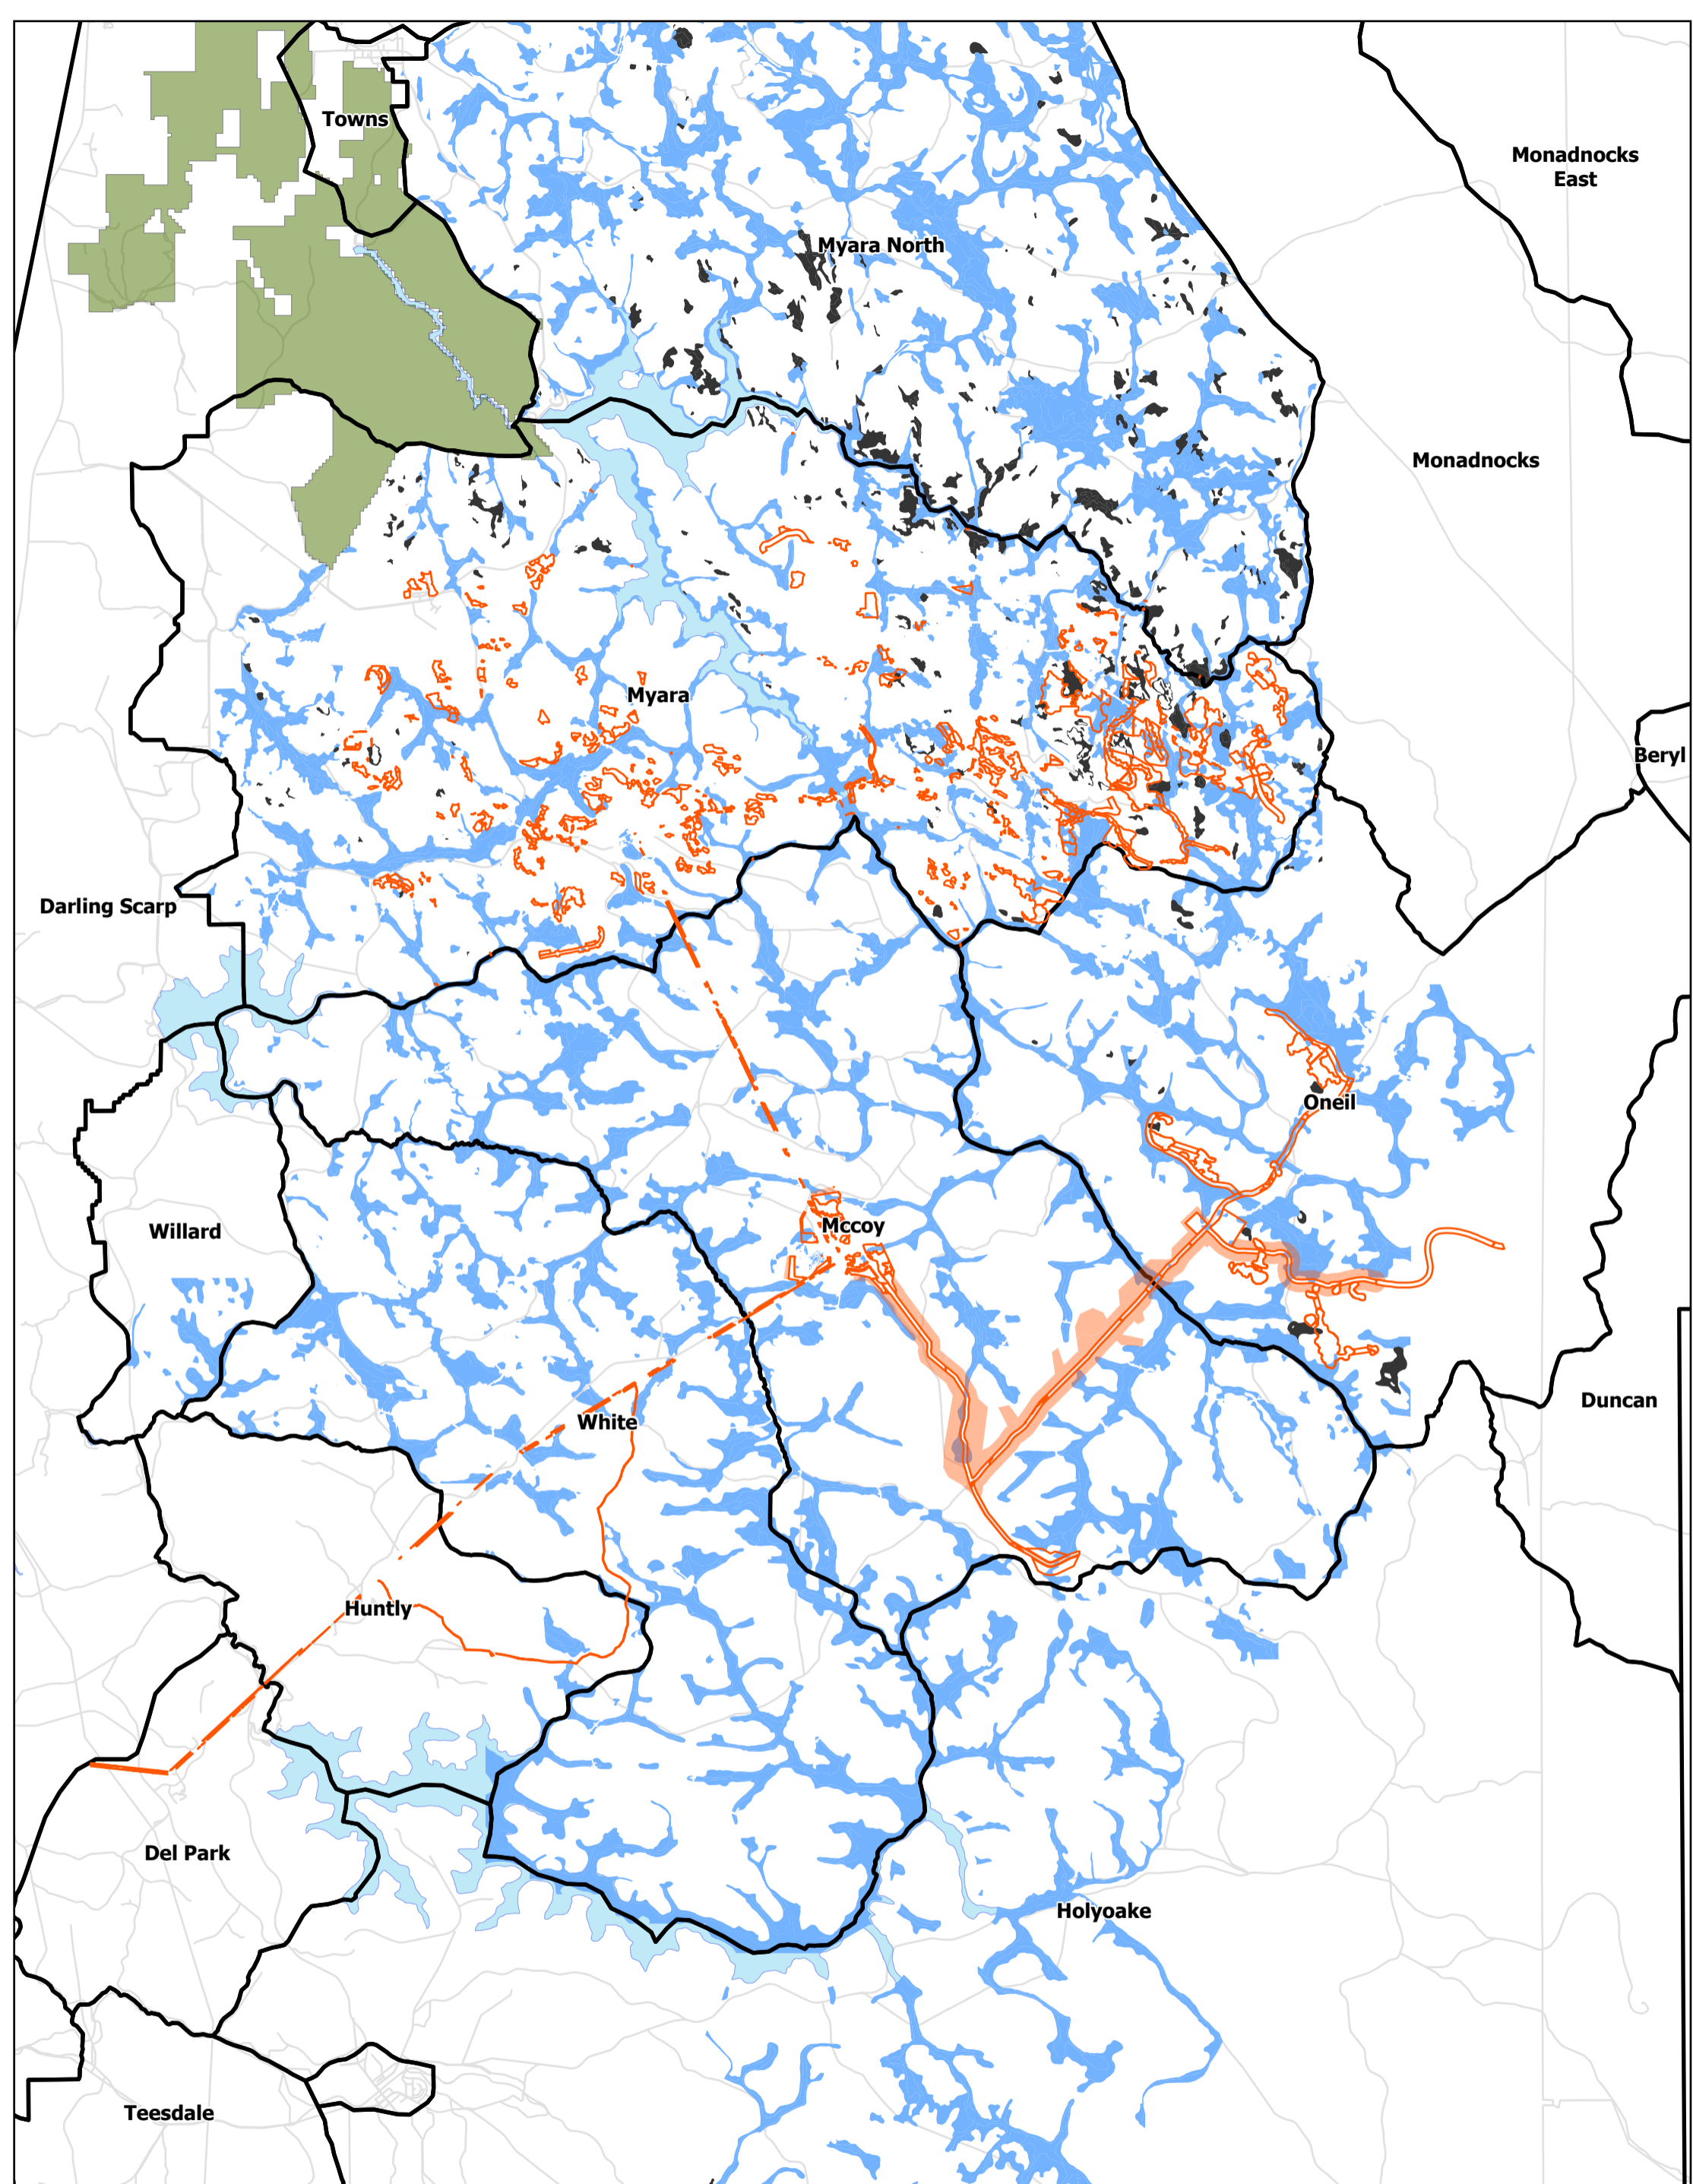 Towns
Monadnocks
East
Myara North
Monadnocks
Myara
Beryl
Darling Scarp
Oneil
Mccoy
Willard
Duncan
White
Huntly
Del Park
Holyoake
Teesdale